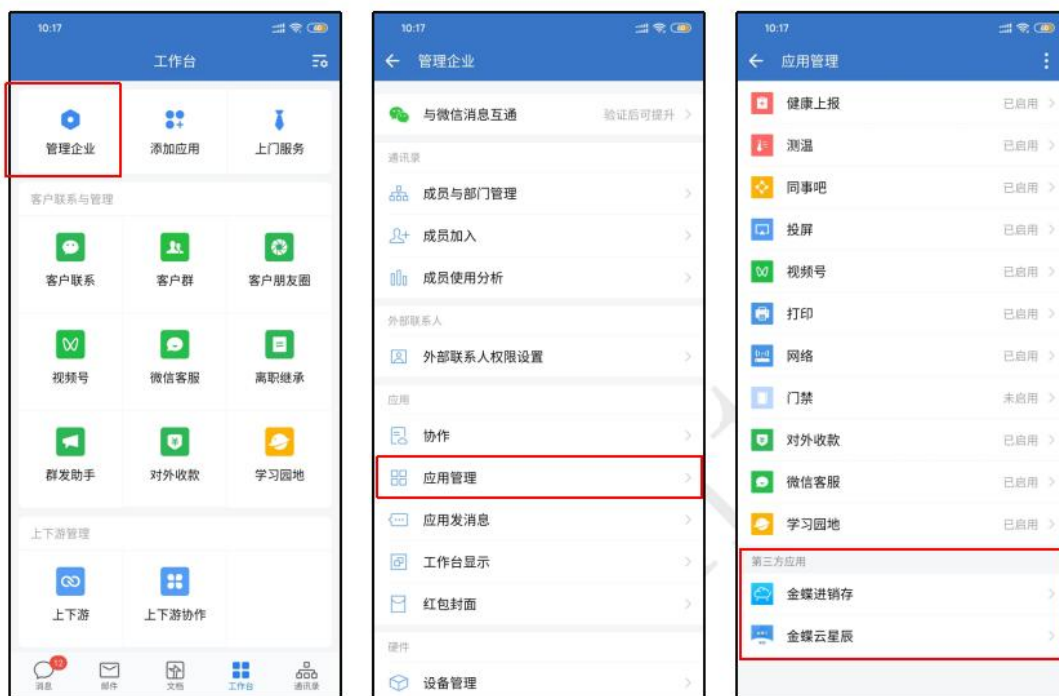 10:17
工作台
管理企业
添加应用
上门服务
客户联系与管理
客户联系
客户群
客户朋友圈
视频号
微信客服
离职继承
群发助手
对外收款
学习园地
上下游管理
上下游
上下游协作
12
消息
邮件
文档
工作台
通讯录
10:17
管理企业
与微信消息互通 验证后可提升
通讯录
成员与部门管理
成员加入
成员使用分析
外部联系人
外部联系人权限设置
应用
协作
应用管理
应用发消息
工作台显示
红包封面
硬件
设备管理
10:17
应用管理
健康上报 已启用
测温 已启用
同事吧 已启用
投屏 已启用
视频号 已启用
打印 已启用
网络 已启用
门禁 未启用
对外收款 已启用
微信客服 已启用
学习园地 已启用
第三方应用
金蝶进销存
金蝶云星辰